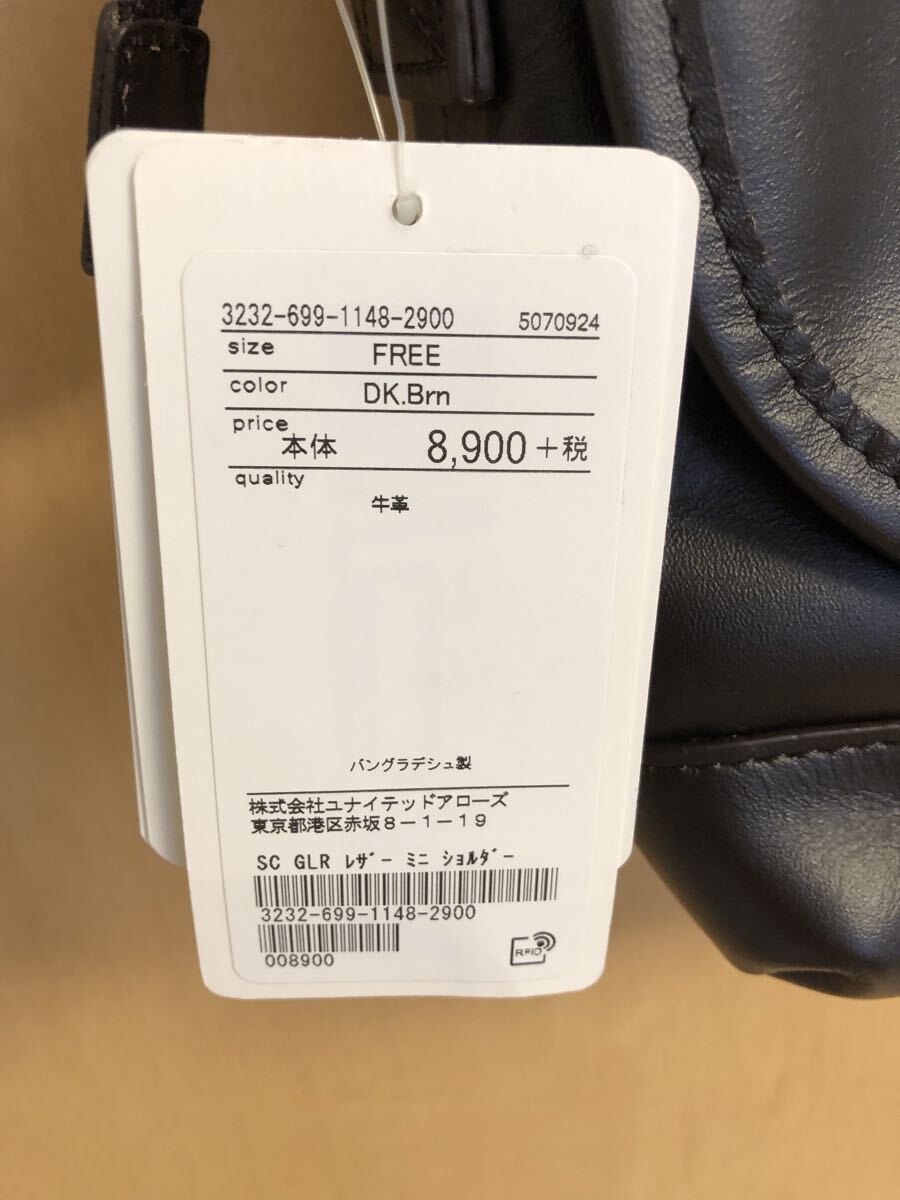 3232-699-1148-2900 5070924
size FREE
color DK.Brn
price 本体 8,900+税
quality
牛革
バングラデシュ製
株式会社ユナイテッドアローズ
東京都港区赤坂8-1-19
SC GLR ﾚｻﾞｰ ﾐﾆ ｼｮﾙﾀﾞｰ
3232-699-1148-2900
008900
RFID